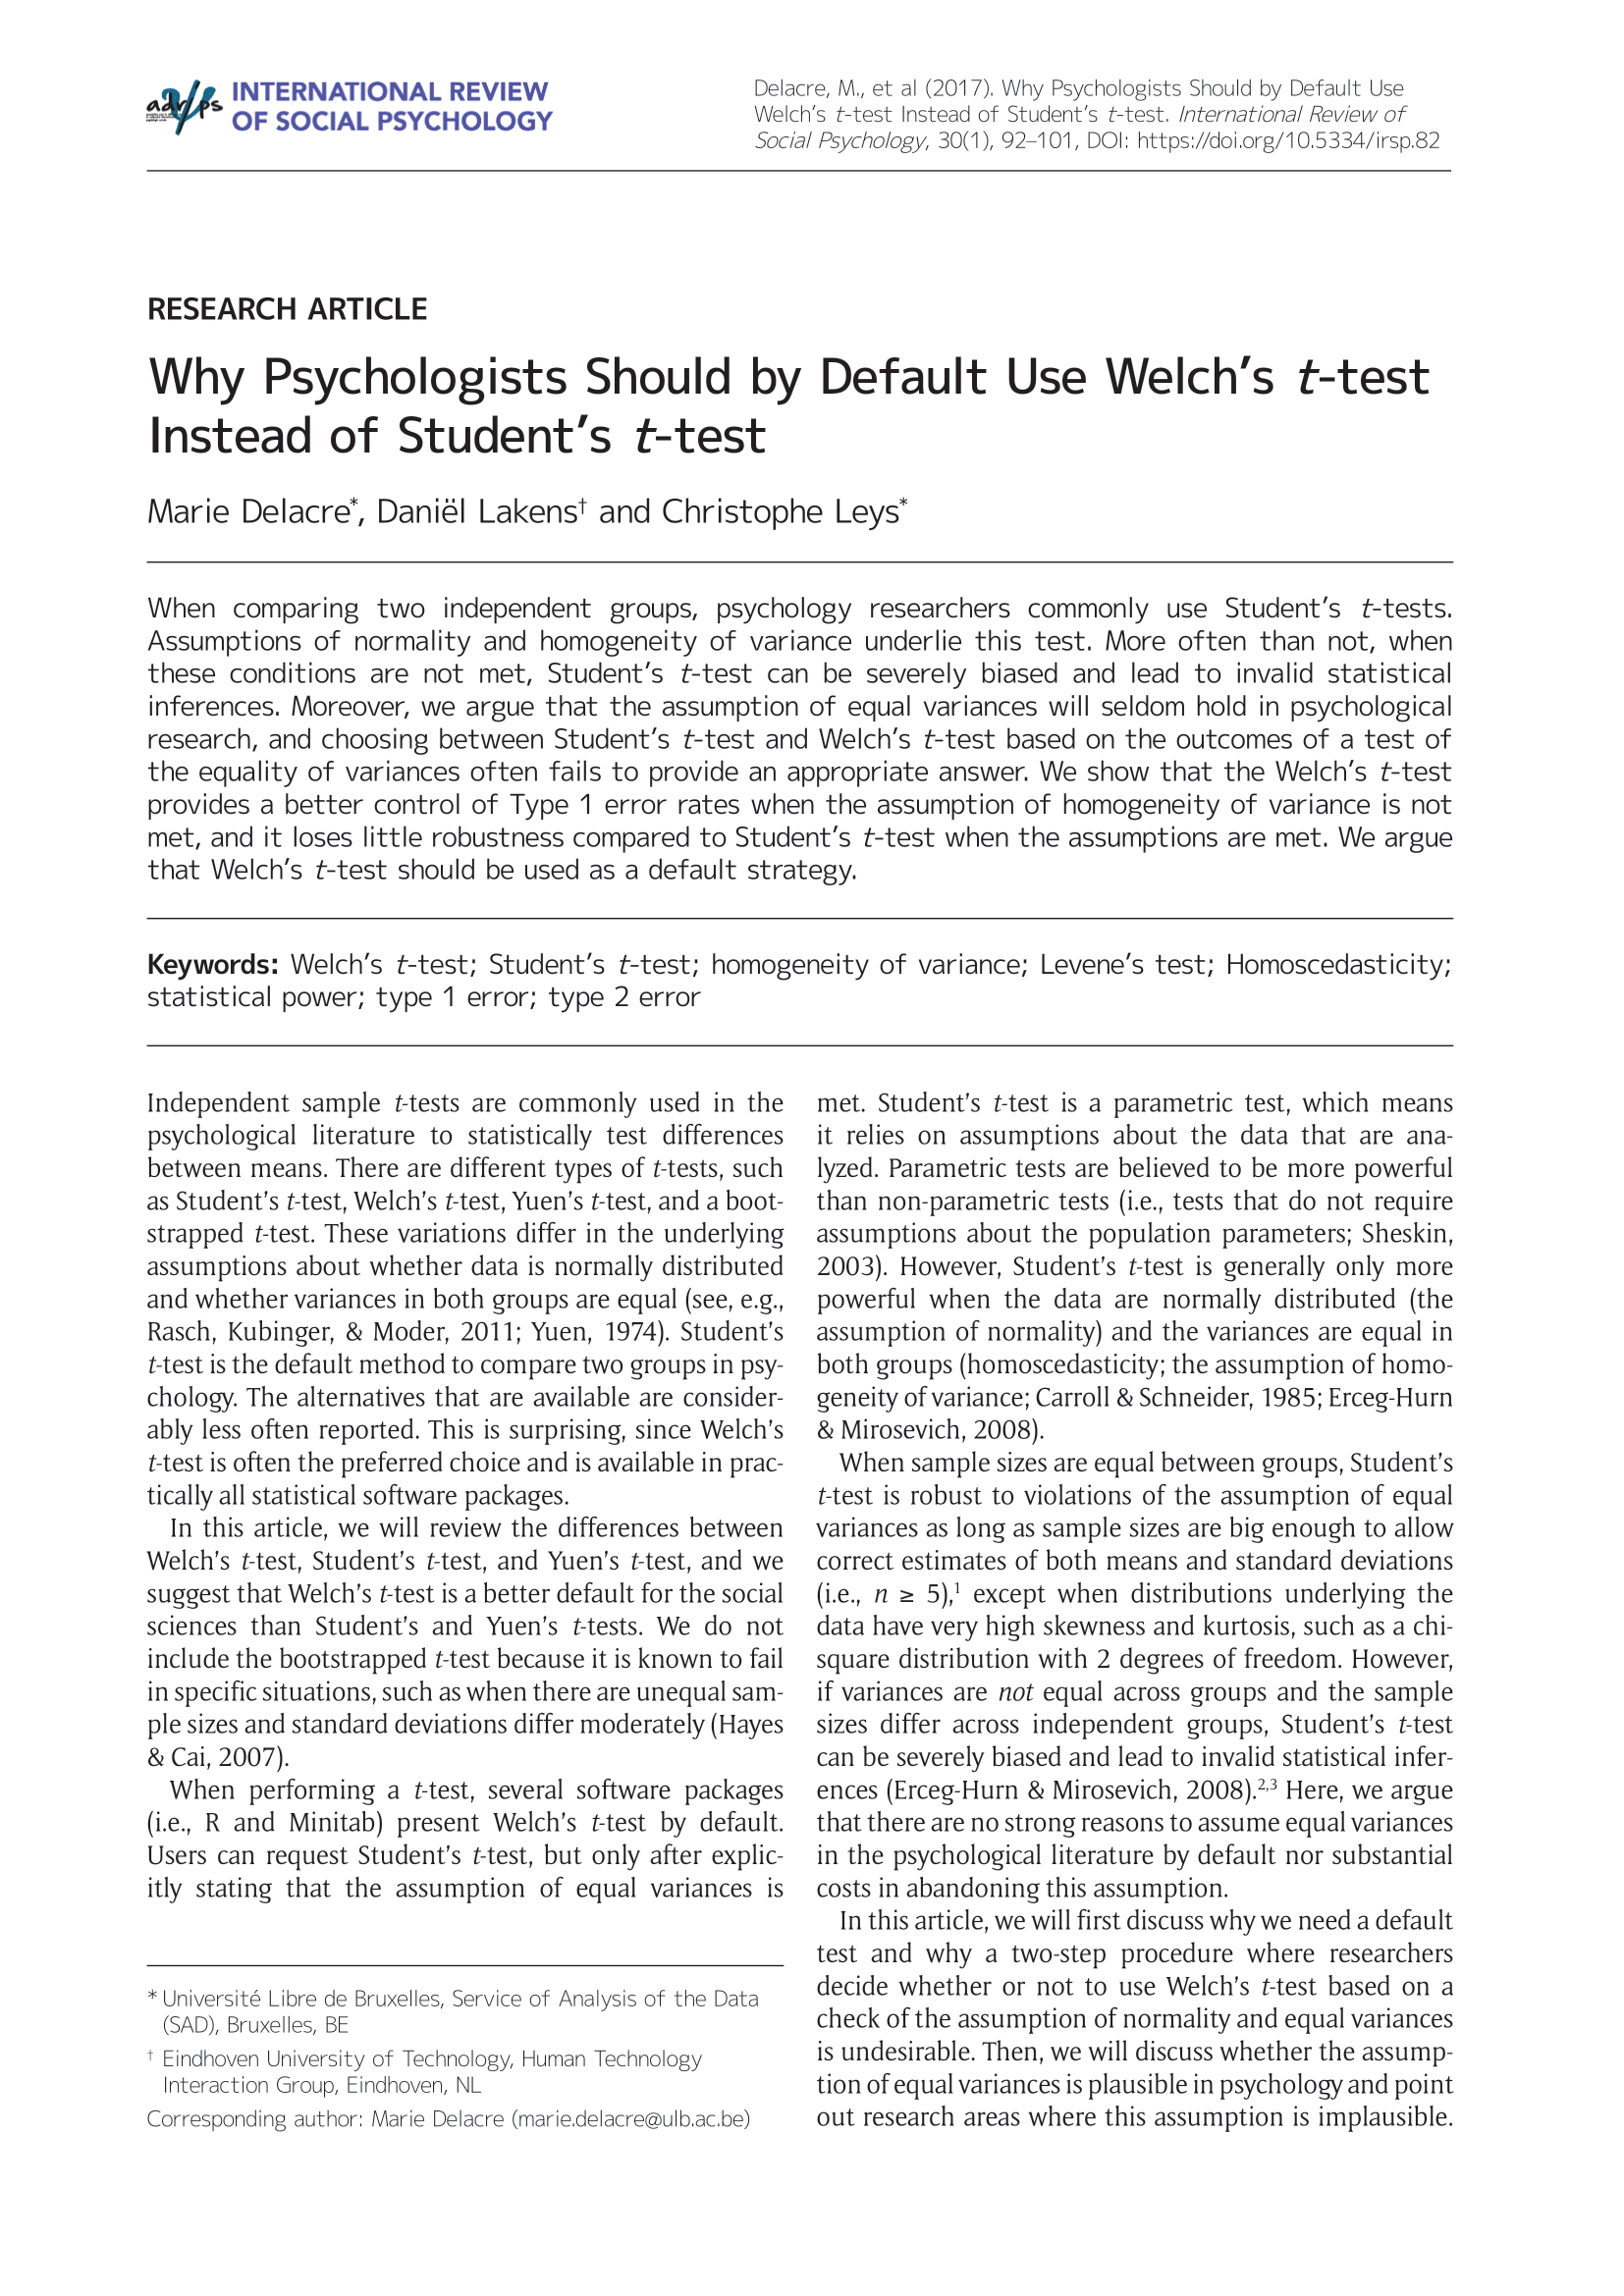 adr/ps
INTERNATIONAL REVIEW
OF SOCIAL PSYCHOLOGY
Delacre, M., et al (2017). Why Psychologists Should by Default Use
Welch’s t-test Instead of Student’s t-test. International Review of
Social Psychology, 30(1), 92–101, DOI: https://doi.org/10.5334/irsp.82
RESEARCH ARTICLE
Why Psychologists Should by Default Use Welch’s t-test
Instead of Student’s t-test
Marie Delacre*, Daniël Lakens† and Christophe Leys*
When comparing two independent groups, psychology researchers commonly use Student’s t-tests.
Assumptions of normality and homogeneity of variance underlie this test. More often than not, when
these conditions are not met, Student’s t-test can be severely biased and lead to invalid statistical
inferences. Moreover, we argue that the assumption of equal variances will seldom hold in psychological
research, and choosing between Student’s t-test and Welch’s t-test based on the outcomes of a test of
the equality of variances often fails to provide an appropriate answer. We show that the Welch’s t-test
provides a better control of Type 1 error rates when the assumption of homogeneity of variance is not
met, and it loses little robustness compared to Student’s t-test when the assumptions are met. We argue
that Welch’s t-test should be used as a default strategy.
Keywords: Welch’s t-test; Student’s t-test; homogeneity of variance; Levene’s test; Homoscedasticity;
statistical power; type 1 error; type 2 error
Independent sample t-tests are commonly used in the
psychological literature to statistically test differences
between means. There are different types of t-tests, such
as Student’s t-test, Welch’s t-test, Yuen’s t-test, and a boot-
strapped t-test. These variations differ in the underlying
assumptions about whether data is normally distributed
and whether variances in both groups are equal (see, e.g.,
Rasch, Kubinger, & Moder, 2011; Yuen, 1974). Student’s
t-test is the default method to compare two groups in psy-
chology. The alternatives that are available are consider-
ably less often reported. This is surprising, since Welch’s
t-test is often the preferred choice and is available in prac-
tically all statistical software packages.
In this article, we will review the differences between
Welch’s t-test, Student’s t-test, and Yuen’s t-test, and we
suggest that Welch’s t-test is a better default for the social
sciences than Student’s and Yuen’s t-tests. We do not
include the bootstrapped t-test because it is known to fail
in specific situations, such as when there are unequal sam-
ple sizes and standard deviations differ moderately (Hayes
& Cai, 2007).
When performing a t-test, several software packages
(i.e., R and Minitab) present Welch’s t-test by default.
Users can request Student’s t-test, but only after explic-
itly stating that the assumption of equal variances is
* Université Libre de Bruxelles, Service of Analysis of the Data
(SAD), Bruxelles, BE
† Eindhoven University of Technology, Human Technology
Interaction Group, Eindhoven, NL
Corresponding author: Marie Delacre (marie.delacre@ulb.ac.be)
met. Student’s t-test is a parametric test, which means
it relies on assumptions about the data that are ana-
lyzed. Parametric tests are believed to be more powerful
than non-parametric tests (i.e., tests that do not require
assumptions about the population parameters; Sheskin,
2003). However, Student’s t-test is generally only more
powerful when the data are normally distributed (the
assumption of normality) and the variances are equal in
both groups (homoscedasticity; the assumption of homo-
geneity of variance; Carroll & Schneider, 1985; Erceg-Hurn
& Mirosevich, 2008).
When sample sizes are equal between groups, Student’s
t-test is robust to violations of the assumption of equal
variances as long as sample sizes are big enough to allow
correct estimates of both means and standard deviations
(i.e., n ≥ 5),1 except when distributions underlying the
data have very high skewness and kurtosis, such as a chi-
square distribution with 2 degrees of freedom. However,
if variances are not equal across groups and the sample
sizes differ across independent groups, Student’s t-test
can be severely biased and lead to invalid statistical infer-
ences (Erceg-Hurn & Mirosevich, 2008).2,3 Here, we argue
that there are no strong reasons to assume equal variances
in the psychological literature by default nor substantial
costs in abandoning this assumption.
In this article, we will first discuss why we need a default
test and why a two-step procedure where researchers
decide whether or not to use Welch’s t-test based on a
check of the assumption of normality and equal variances
is undesirable. Then, we will discuss whether the assump-
tion of equal variances is plausible in psychology and point
out research areas where this assumption is implausible.